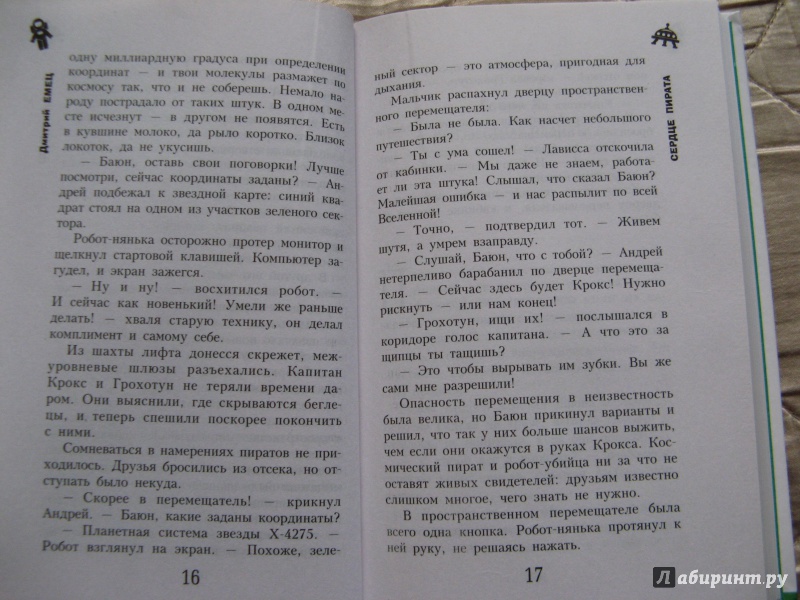 Дмитрий ЕМЕЦ
одну миллиардную градуса при определении
координат — и твои молекулы размажет по
космосу так, что и не соберешь. Немало на-
роду пострадало от таких штук. В одном ме-
сте исчезнут — в другом не появятся. Есть
в кувшине молоко, да рыло коротко. Близок
локоток, да не укусишь.
— Баюн, оставь свои поговорки! Лучше
посмотри, сейчас координаты заданы? — Ан-
дрей подбежал к звездной карте: синий ква-
драт стоял на одном из участков зеленого сек-
тора.
Робот-нянька осторожно протер монитор и
щелкнул стартовой клавишей. Компьютер за-
гудел, и экран зажегся.
— Ну и ну! — восхитился робот. —
И сейчас как новенький! Умели же раньше
делать! — хваля старую технику, он делал
комплимент и самому себе.
Из шахты лифта донесся скрежет, меж-
уровневые шлюзы разъехались. Капитан
Крокс и Грохотун не теряли времени да-
ром. Они выяснили, где скрываются бегле-
цы, и теперь спешили поскорее покончить
с ними.
Сомневаться в намерениях пиратов не при-
ходилось. Друзья бросились из отсека, но от-
ступать было некуда.
— Скорее в перемещатель! — крикнул
Андрей. — Баюн, какие заданы координаты?
— Планетная система звезды Х-4275. —
Робот взглянул на экран. — Похоже, зеле-
16
СЕРДЦЕ ПИРАТА
ный сектор — это атмосфера, пригодная для
дыхания.
Мальчик распахнул дверцу пространствен-
ного перемещателя:
— Была не была. Как насчет небольшого
путешествия?
— Ты с ума сошел! — Лависса отскочила
от кабинки. — Мы даже не знаем, работа-
ет ли эта штука! Слышал, что сказал Баюн?
Малейшая ошибка — и нас распылит по всей
Вселенной!
— Точно, — подтвердил тот. — Живем
шутя, а умрем взаправду.
— Слушай, Баюн, что с тобой? — Андрей
нетерпеливо барабанил по дверце перемеща-
теля. — Сейчас здесь будет Крокс! Нужно
рискнуть — или нам конец!
— Грохотун, ищи их! — послышался в
коридоре голос капитана. — А что это за
щипцы ты тащишь?
— Это чтобы вырывать им зубки. Вы же
сами мне разрешили!
Опасность перемещения в неизвестность
была велика, но Баюн прикинул варианты и
решил, что так у них больше шансов выжить,
чем если они окажутся в руках Крокса. Кос-
мический пират и робот-убийца ни за что не
оставят живых свидетелей: друзьям известно
слишком многое, чего знать не нужно.
В пространственном перемещателе была
всего одна кнопка. Робот-нянька протянул к
ней руку, не решаясь нажать.
17
Лабиринт.ру